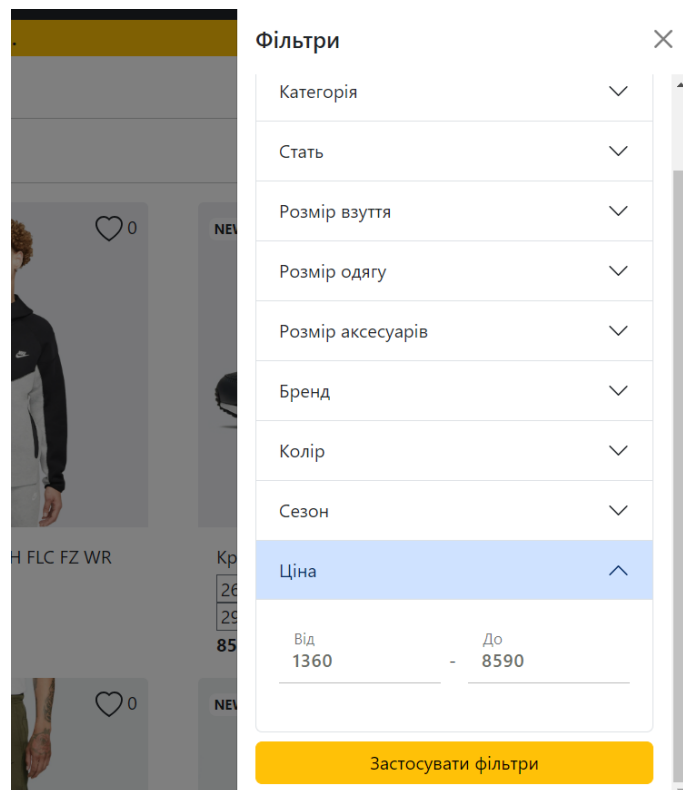 Фільтри
Категорія
Стать
Розмір взуття
Розмір одягу
Розмір аксесуарів
Бренд
Колір
Сезон
Ціна
Від
До
1360 - 8590
Застосувати фільтри
0
H FLC FZ WR
0